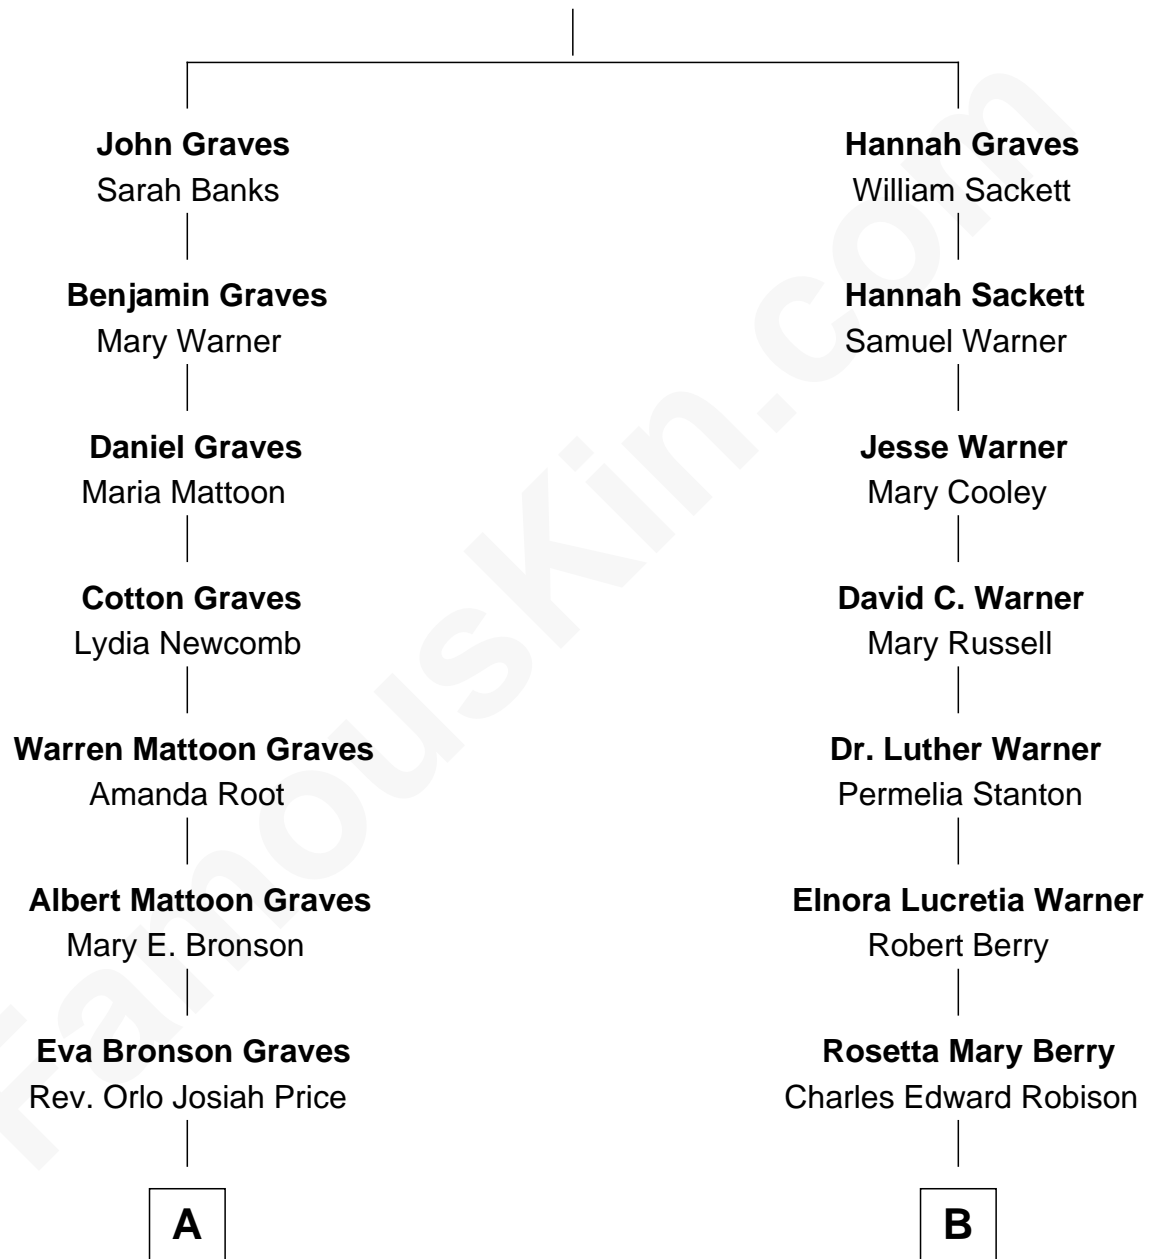 John Graves
Sarah Banks
Hannah Graves
William Sackett
Benjamin Graves
Mary Warner
Hannah Sackett
Samuel Warner
Daniel Graves
Maria Mattoon
Jesse Warner
Mary Cooley
Cotton Graves
Lydia Newcomb
David C. Warner
Mary Russell
Warren Mattoon Graves
Amanda Root
Dr. Luther Warner
Permelia Stanton
Albert Mattoon Graves
Mary E. Bronson
Elnora Lucretia Warner
Robert Berry
Eva Bronson Graves
Rev. Orlo Josiah Price
Rosetta Mary Berry
Charles Edward Robison
A
B
FamousKin.com